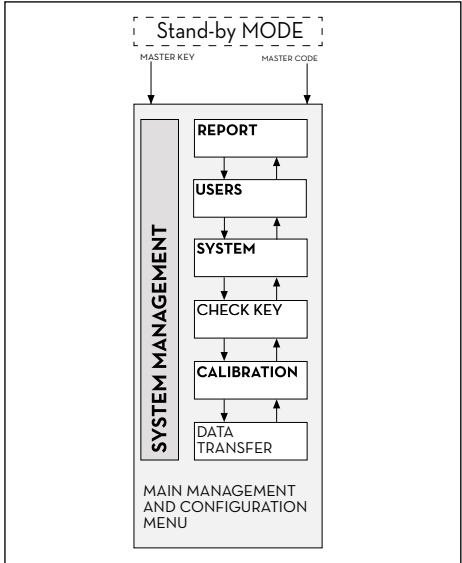 Stand-by MODE
MASTER KEY
MASTER CODE
SYSTEM MANAGEMENT
REPORT
USERS
SYSTEM
CHECK KEY
CALIBRATION
DATA
TRANSFER
MAIN MANAGEMENT
AND CONFIGURATION
MENU